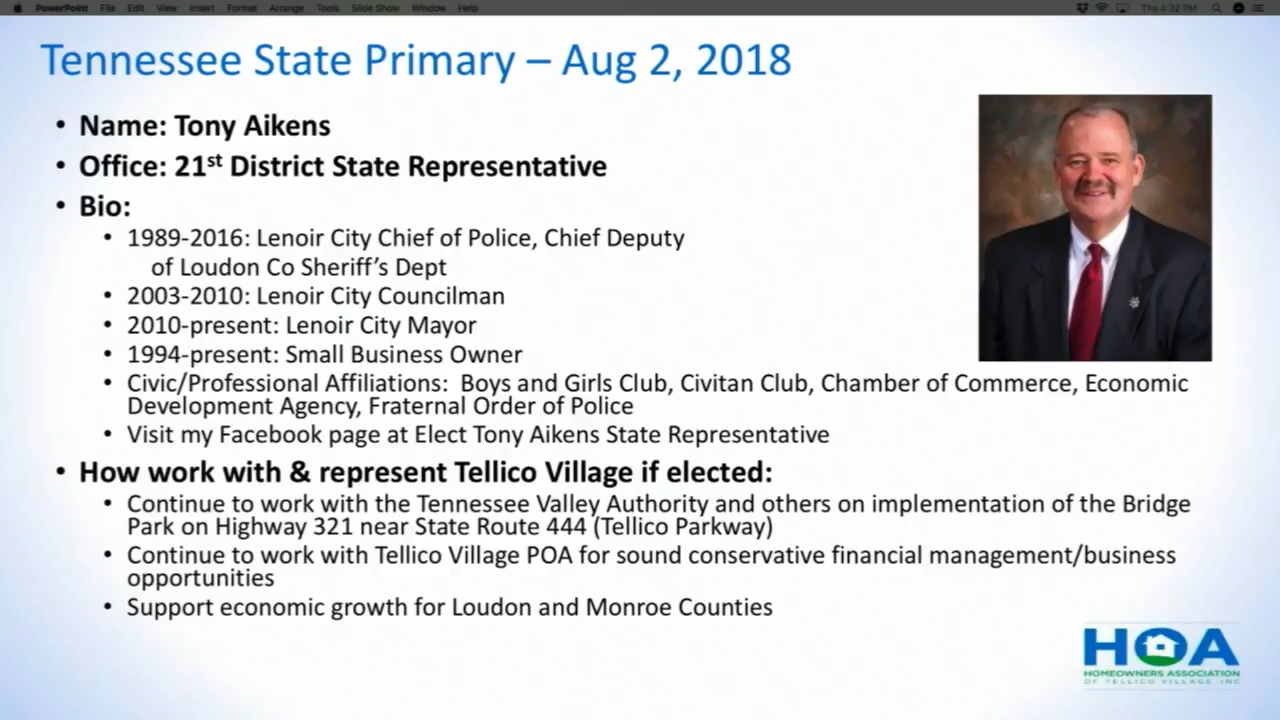 PowerPoint File Edit View Insert Format Arrange Tools Slide Show Window Help Thu 4:32 PM
Tennessee State Primary – Aug 2, 2018
• Name: Tony Aikens
• Office: 21st District State Representative
• Bio:
• 1989-2016: Lenoir City Chief of Police, Chief Deputy
of Loudon Co Sheriff's Dept
• 2003-2010: Lenoir City Councilman
• 2010-present: Lenoir City Mayor
• 1994-present: Small Business Owner
• Civic/Professional Affiliations: Boys and Girls Club, Civitan Club, Chamber of Commerce, Economic
Development Agency, Fraternal Order of Police
• Visit my Facebook page at Elect Tony Aikens State Representative
• How work with & represent Tellico Village if elected:
• Continue to work with the Tennessee Valley Authority and others on implementation of the Bridge
Park on Highway 321 near State Route 444 (Tellico Parkway)
• Continue to work with Tellico Village POA for sound conservative financial management/business
opportunities
• Support economic growth for Loudon and Monroe Counties
HOA
HOMEOWNERS ASSOCIATION
OF TELLICO VILLAGE INC